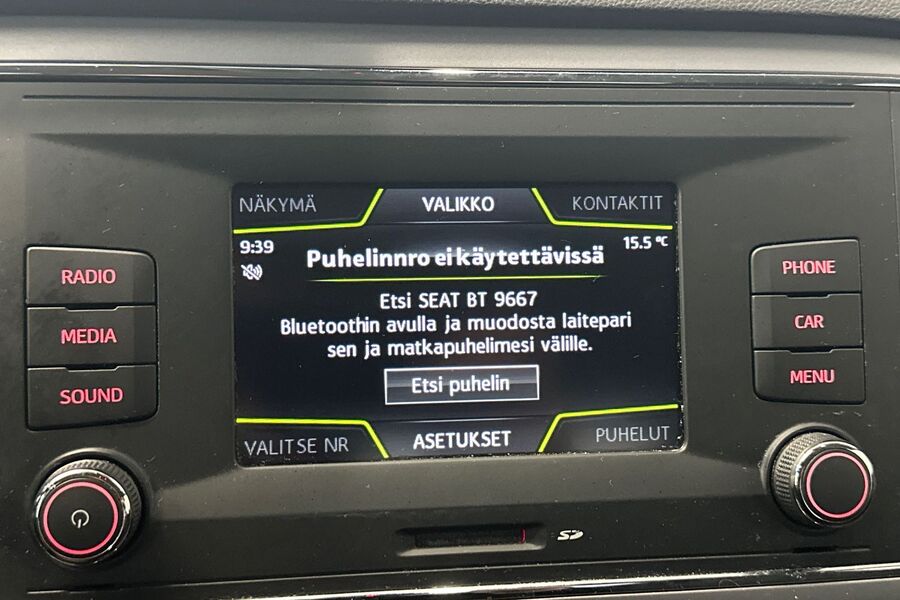 NÄKYMÄ VALIKKO KONTAKTIT
9:39 15.5 °C
Puhelinnro ei käytettävissä
Etsi SEAT BT 9667
Bluetoothin avulla ja muodosta laitepari
sen ja matkapuhelimesi välille.
Etsi puhelin
VALITSE NR ASETUKSET PUHELUT
RADIO
MEDIA
SOUND
PHONE
CAR
MENU
SD